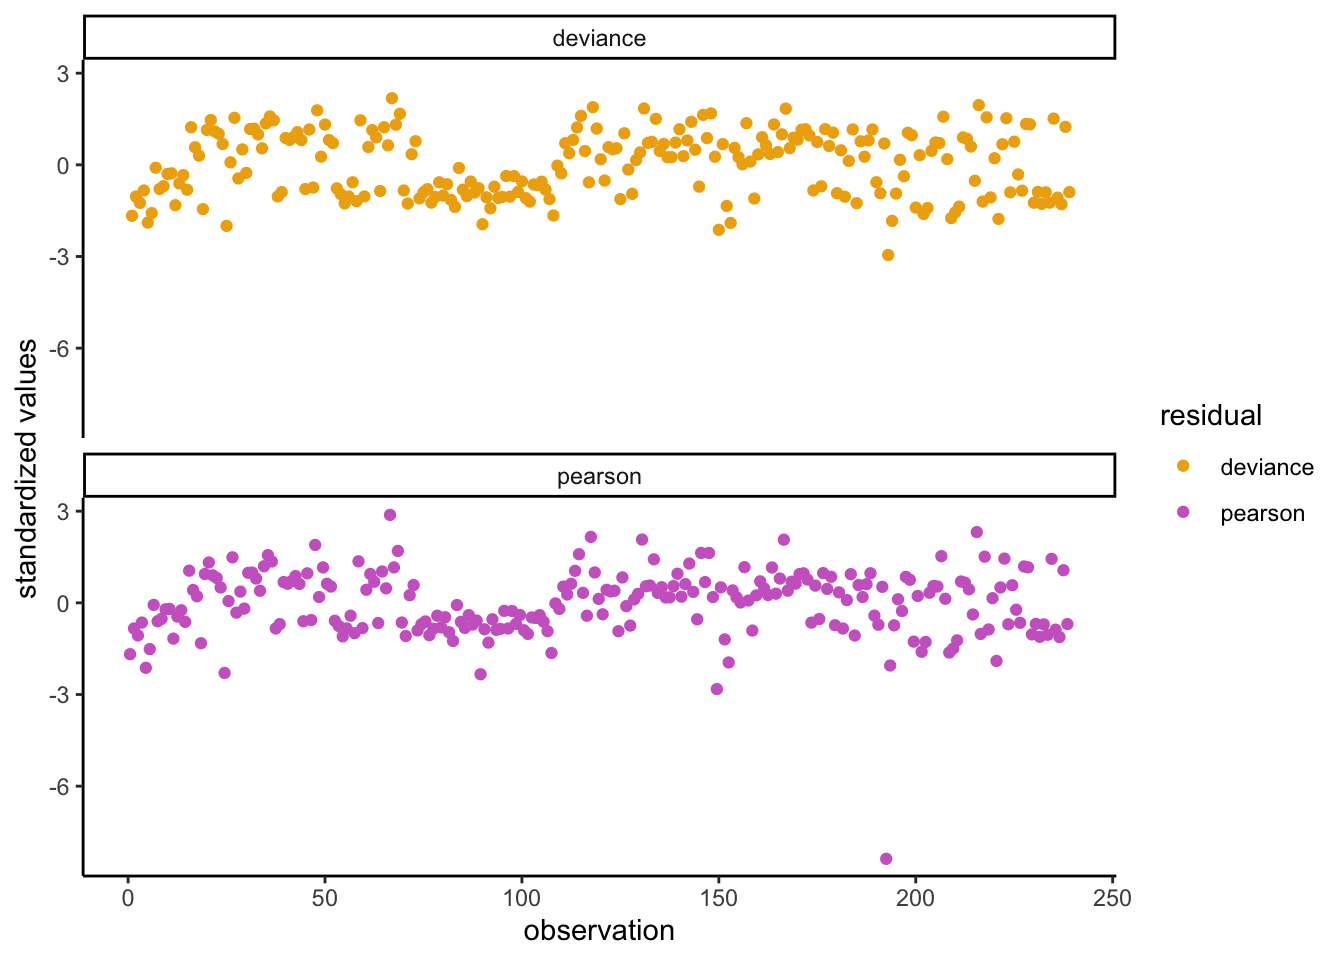 deviance
3
0
-3
-6
pearson
3
0
-3
-6
0 50 100 150 200 250
observation
standardized values
residual
deviance
pearson